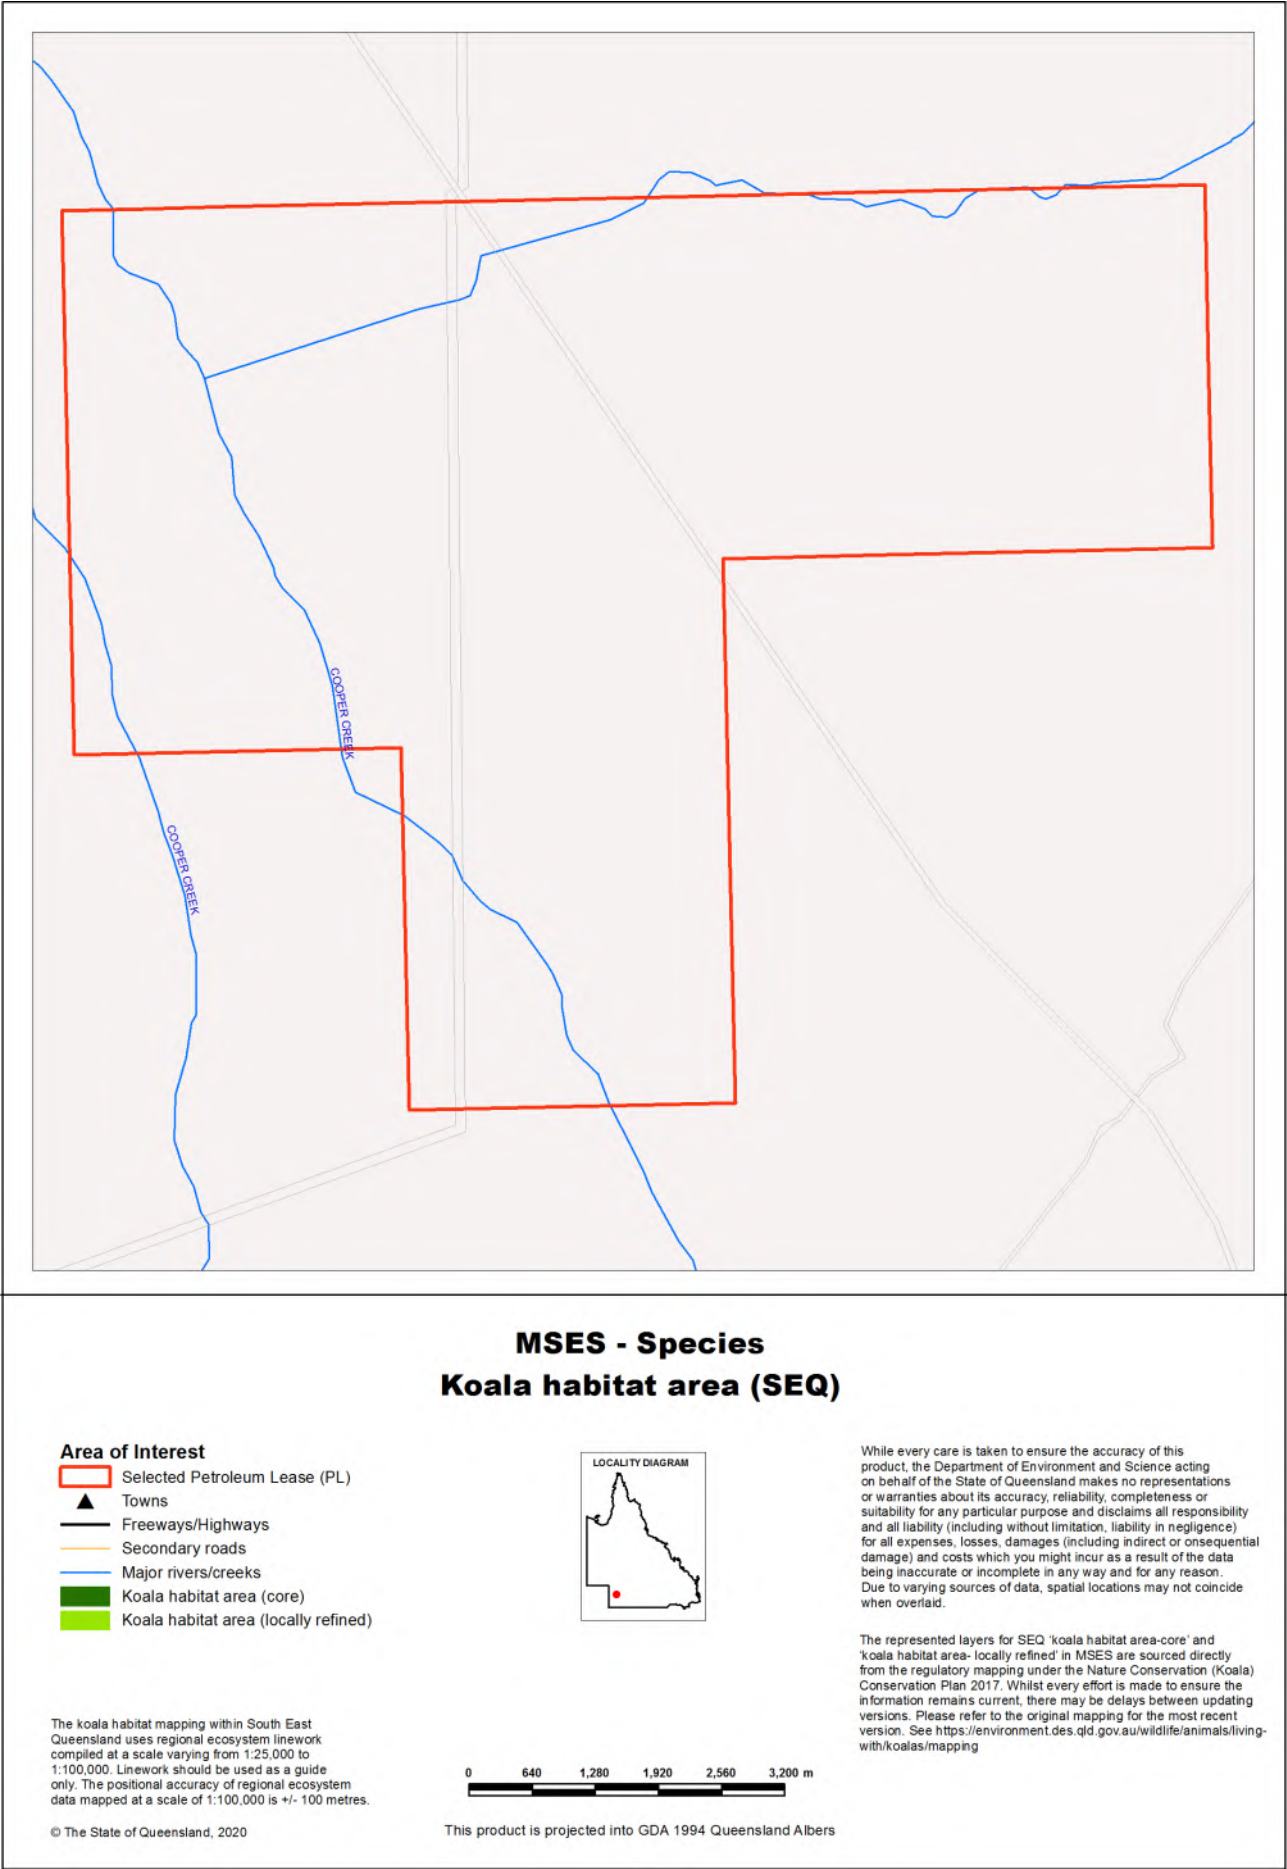 COOPER CREEK
COOPER CREEK
MSES - Species
Koala habitat area (SEQ)
Area of Interest
Selected Petroleum Lease (PL)
Towns
Freeways/Highways
Secondary roads
Major rivers/creeks
Koala habitat area (core)
Koala habitat area (locally refined)
The koala habitat mapping within South East
Queensland uses regional ecosystem linework
compiled at a scale varying from 1:25,000 to
1:100,000. Linework should be used as a guide
only. The positional accuracy of regional ecosystem
data mapped at a scale of 1:100,000 is +/- 100 metres.
© The State of Queensland, 2020
LOCALITY DIAGRAM
0 640 1,280 1,920 2,560 3,200 m
This product is projected into GDA 1994 Queensland Albers
While every care is taken to ensure the accuracy of this
product, the Department of Environment and Science acting
on behalf of the State of Queensland makes no representations
or warranties about its accuracy, reliability, completeness or
suitability for any particular purpose and disclaims all responsibility
and all liability (including without limitation, liability in negligence)
for all expenses, losses, damages (including indirect or onsequential
damage) and costs which you might incur as a result of the data
being inaccurate or incomplete in any way and for any reason.
Due to varying sources of data, spatial locations may not coincide
when overlaid.
The represented layers for SEQ 'koala habitat area-core' and
'koala habitat area- locally refined' in MSES are sourced directly
from the regulatory mapping under the Nature Conservation (Koala)
Conservation Plan 2017. Whilst every effort is made to ensure the
information remains current, there may be delays between updating
versions. Please refer to the original mapping for the most recent
version. See https://environment.des.qld.gov.au/wildlife/animals/living-
with/koalas/mapping